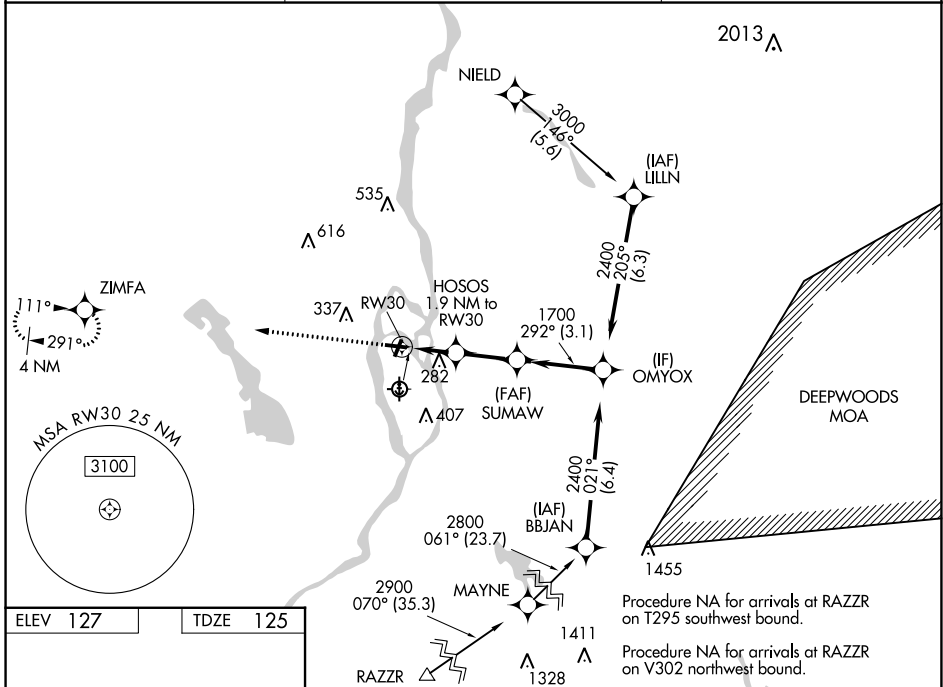 2013
NIELD
3000
146°
(5.6)
(IAF)
LILLN
535
616
2400
205°
(6.3)
ZIMFA
111°
291°
4 NM
337
RW30
HOSOS
1.9 NM to
RW30
1700
292° (3.1)
(IF)
OMYOX
282
(FAF)
SUMAW
407
DEEPWOODS
MOA
MSA RW30 25 NM
3100
2400
021°
(6.4)
(IAF)
BBJAN
2800
061° (23.7)
1455
MAYNE
2900
070° (35.3)
Procedure NA for arrivals at RAZZR
on T295 southwest bound.
1411
Procedure NA for arrivals at RAZZR
on V302 northwest bound.
1328
RAZZR
ELEV 127
TDZE 125